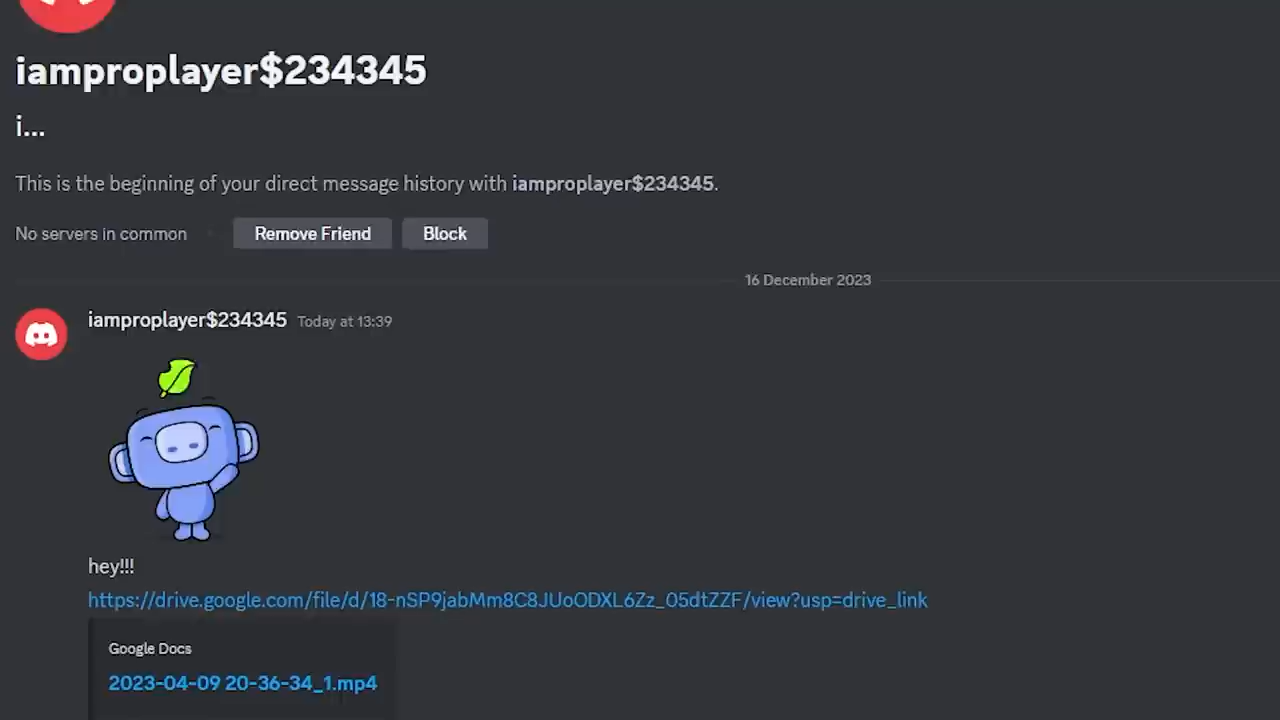 iamproplayer$234345
i...
This is the beginning of your direct message history with iamproplayer$234345.
No servers in common Remove Friend Block
16 December 2023
iamproplayer$234345 Today at 13:39
hey!!!
https://drive.google.com/file/d/18-nSP9jabMm8C8JUoODXL6Zz_05dtZZF/view?usp=drive_link
Google Docs
2023-04-09 20-36-34_1.mp4